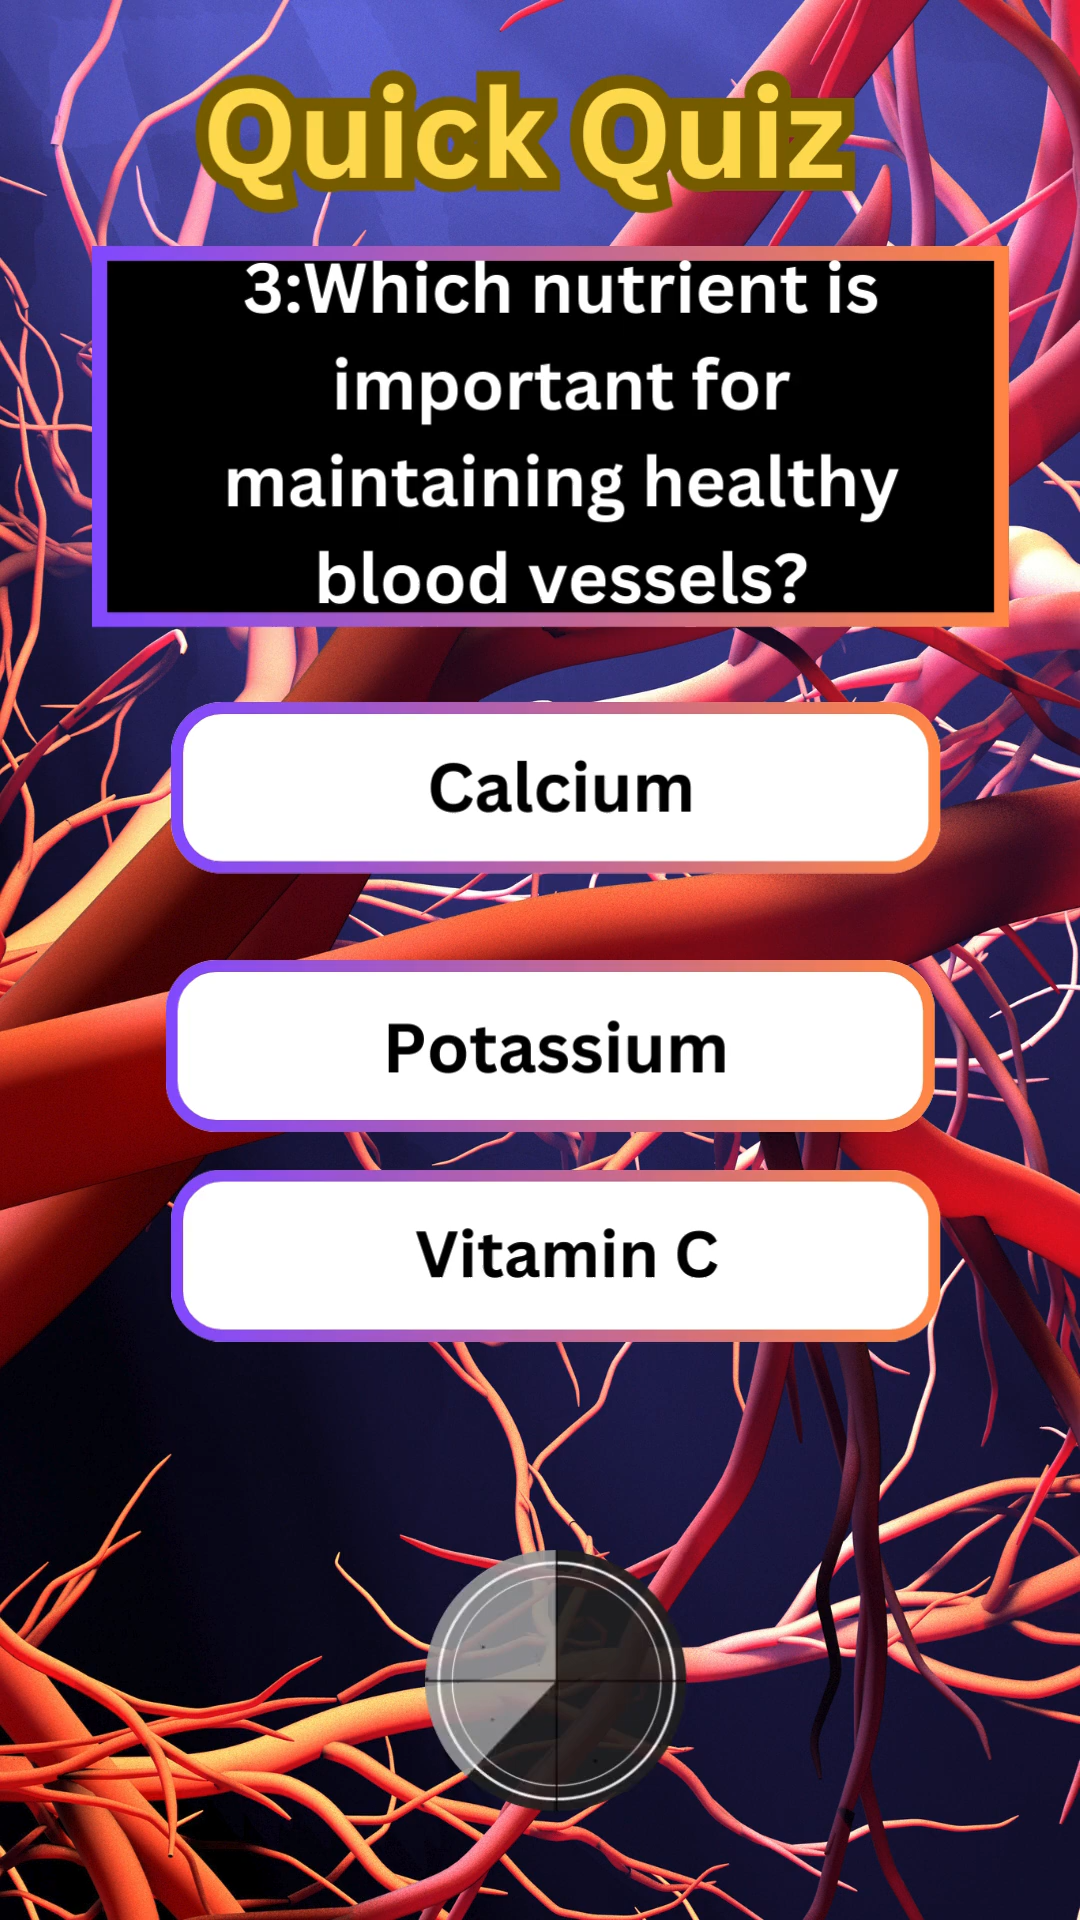 Quick Quiz
3:Which nutrient is
important for
maintaining healthy
blood vessels?
Calcium
Potassium
Vitamin C